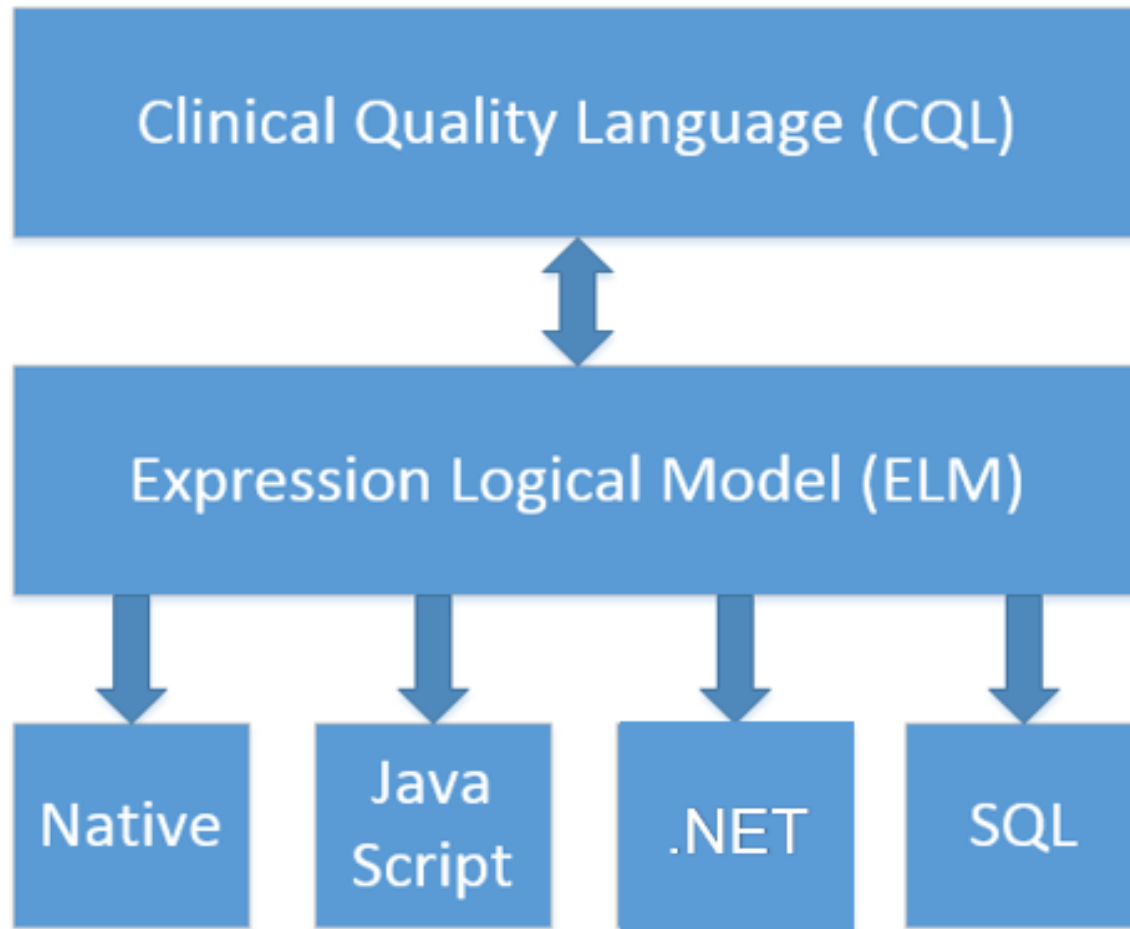 Clinical Quality Language (CQL)
Expression Logical Model (ELM)
Native
Java
Script
.NET
SQL